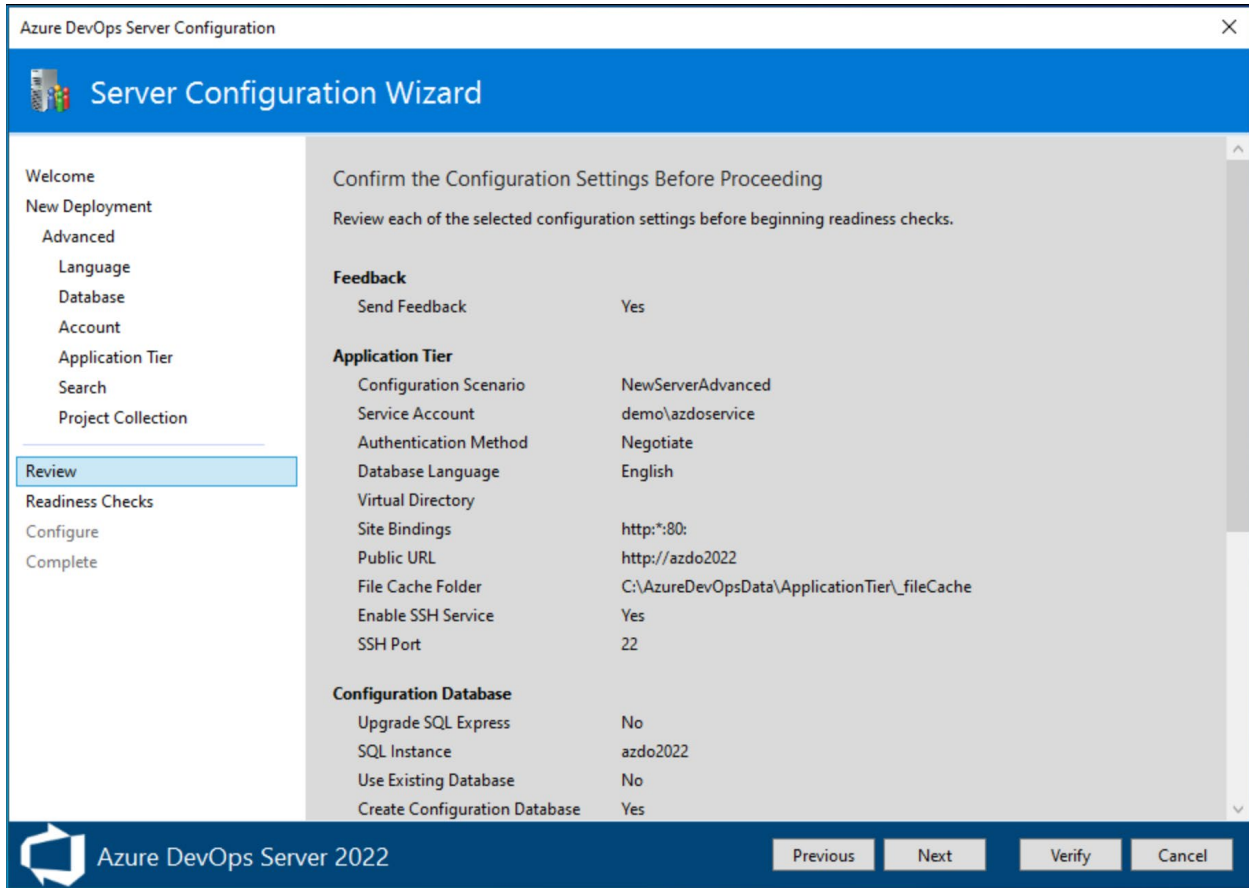 Azure DevOps Server Configuration
Server Configuration Wizard
Welcome
New Deployment
Advanced
Language
Database
Account
Application Tier
Search
Project Collection
Review
Readiness Checks
Configure
Complete
Confirm the Configuration Settings Before Proceeding
Review each of the selected configuration settings before beginning readiness checks.
Feedback
Send Feedback Yes
Application Tier
Configuration Scenario NewServerAdvanced
Service Account demo\azdoservice
Authentication Method Negotiate
Database Language English
Virtual Directory
Site Bindings http:*:80:
Public URL http://azdo2022
File Cache Folder C:\AzureDevOpsData\ApplicationTier\_fileCache
Enable SSH Service Yes
SSH Port 22
Configuration Database
Upgrade SQL Express No
SQL Instance azdo2022
Use Existing Database No
Create Configuration Database Yes
Azure DevOps Server 2022
Previous Next Verify Cancel